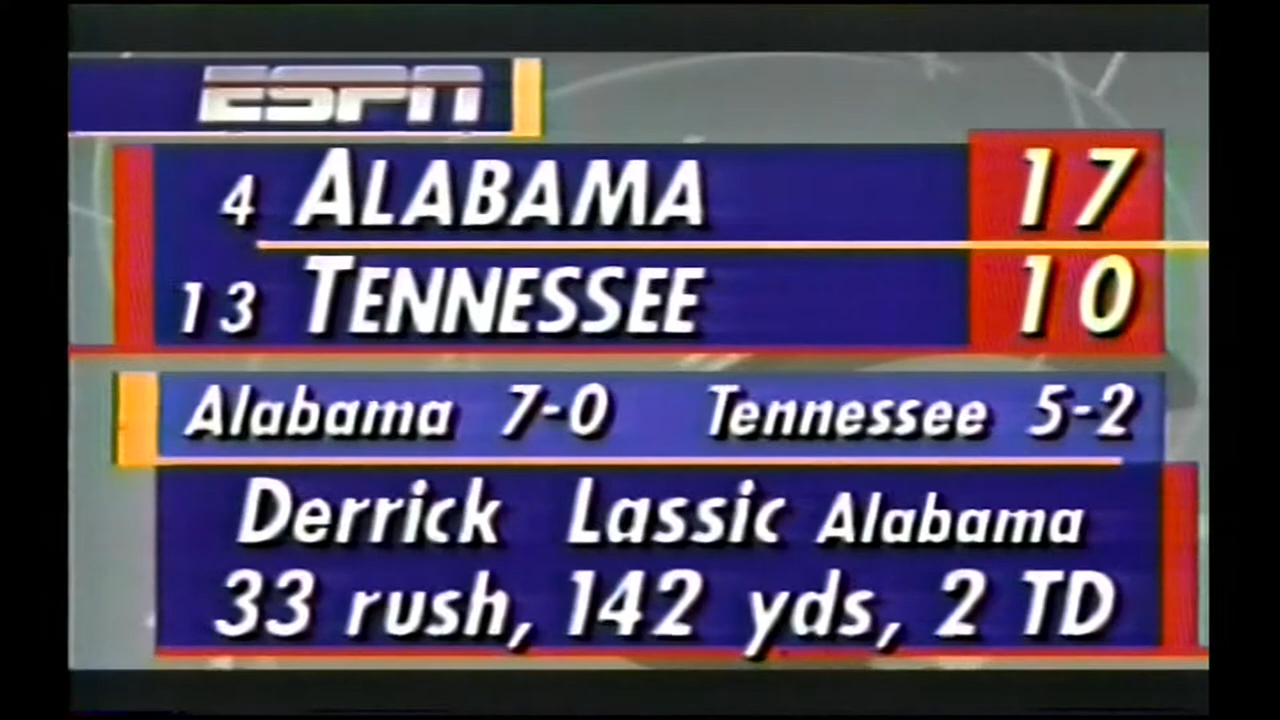 ESPN
4 ALABAMA 17
13 TENNESSEE 10
Alabama 7-0 Tennessee 5-2
Derrick Lassic Alabama
33 rush, 142 yds, 2 TD